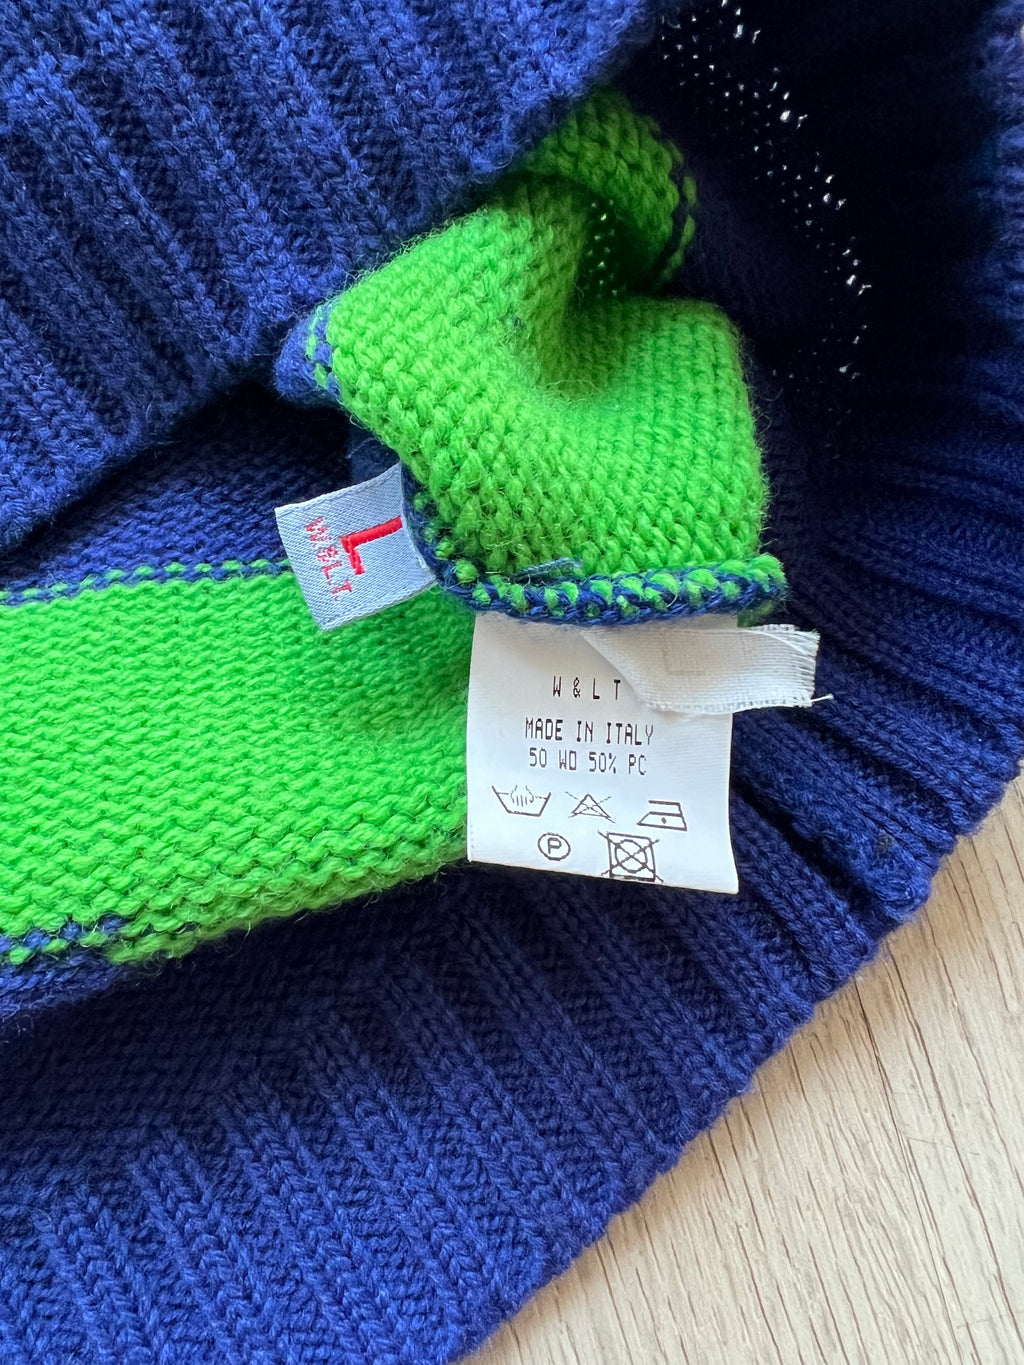 L
W&LT.
W & L T
MADE IN ITALY
50 WO 50% PC
P